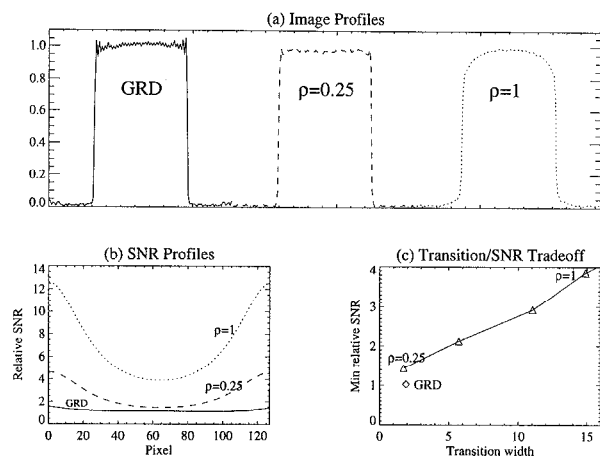 (a) Image Profiles
1.0
0.8
0.6
0.4
0.2
0.0
GRD
ρ=0.25
ρ=1
(b) SNR Profiles
Relative SNR
14
12
10
8
6
4
2
0
ρ=1
ρ=0.25
GRD
0 20 40 60 80 100 120
Pixel
(c) Transition/SNR Tradeoff
Min relative SNR
4
3
2
1
0
ρ=1
ρ=0.25
GRD
0 5 10 15
Transition width